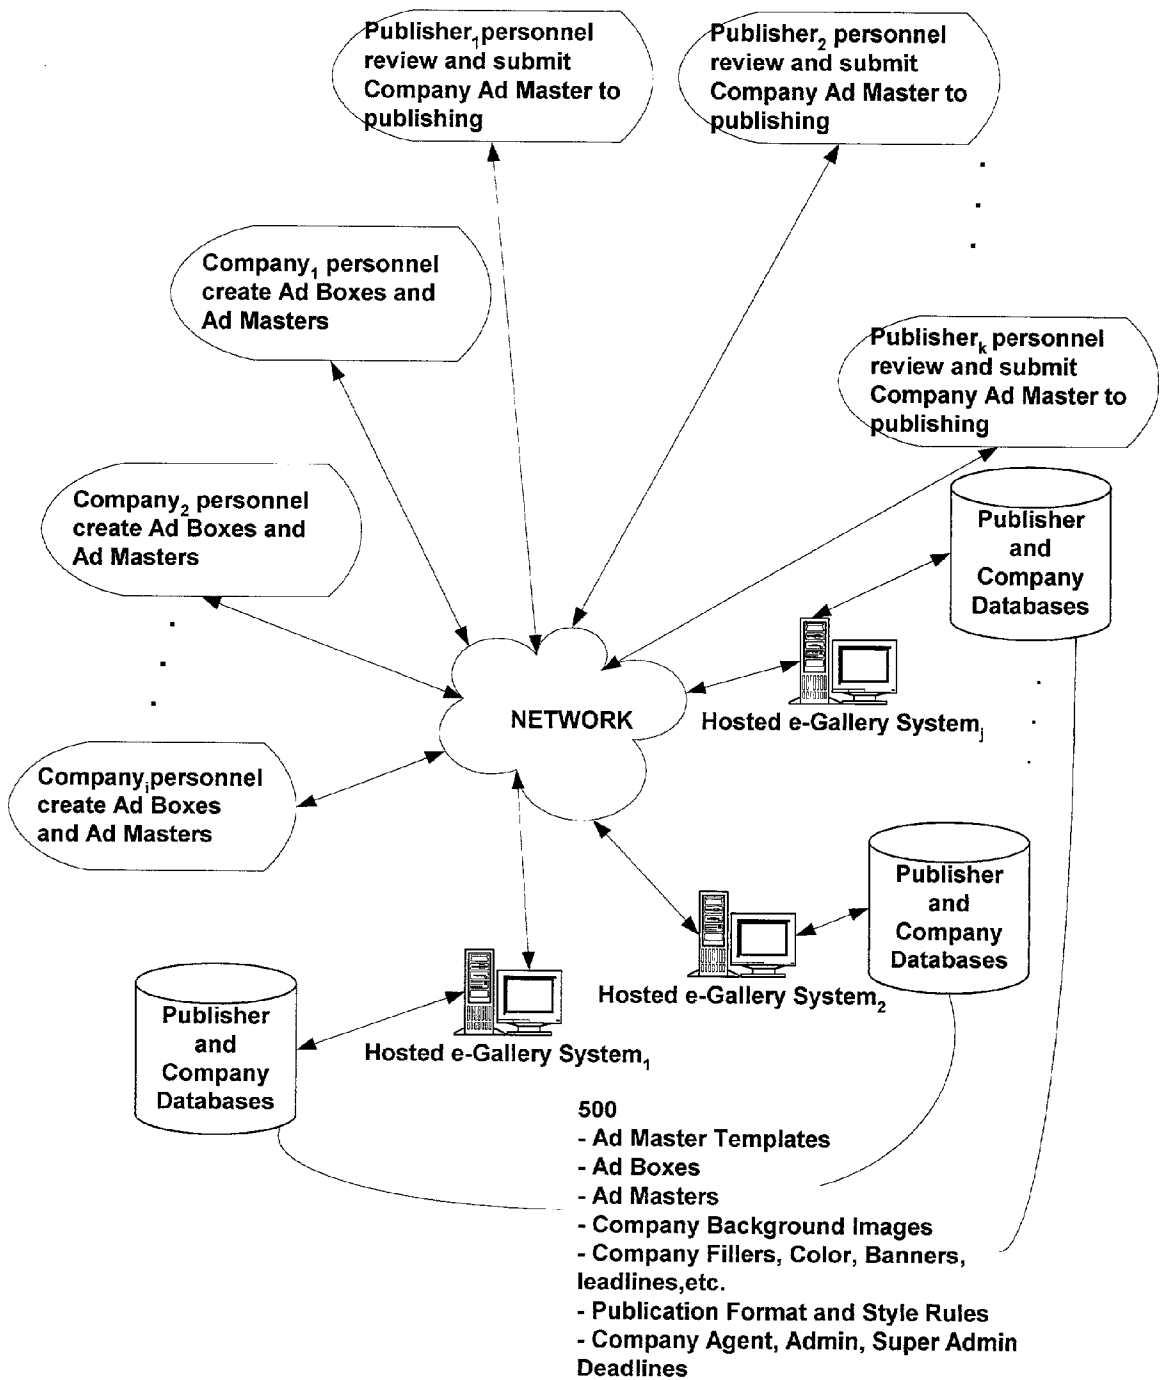 Publisher₁personnel
review and submit
Company Ad Master to
publishing
Publisher₂ personnel
review and submit
Company Ad Master to
publishing
Company₁ personnel
create Ad Boxes and
Ad Masters
Publisherₖ personnel
review and submit
Company Ad Master to
publishing
Company₂ personnel
create Ad Boxes and
Ad Masters
Publisher
and
Company
Databases
NETWORK
Hosted e-Gallery Systemⱼ
Companyᵢpersonnel
create Ad Boxes
and Ad Masters
Publisher
and
Company
Databases
Hosted e-Gallery System₂
Publisher
and
Company
Databases
Hosted e-Gallery System₁
500
- Ad Master Templates
- Ad Boxes
- Ad Masters
- Company Background Images
- Company Fillers, Color, Banners,
leadlines,etc.
- Publication Format and Style Rules
- Company Agent, Admin, Super Admin
Deadlines